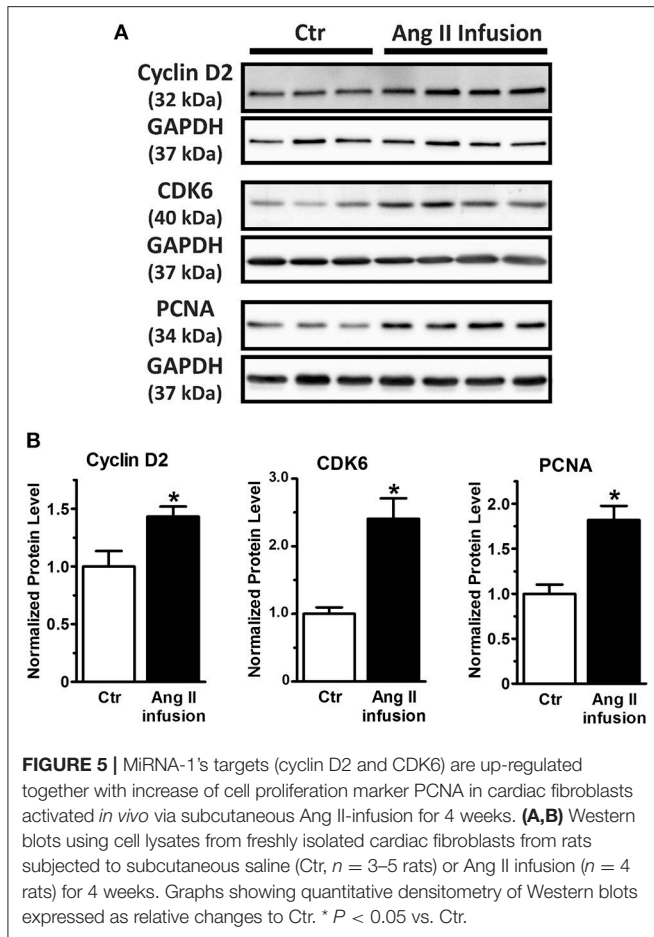 A
Ctr Ang II Infusion
Cyclin D2
(32 kDa)
GAPDH
(37 kDa)
CDK6
(40 kDa)
GAPDH
(37 kDa)
PCNA
(34 kDa)
GAPDH
(37 kDa)
B
Cyclin D2
Normalized Protein Level
1.5
1.0
0.5
0
*
Ctr Ang II infusion
CDK6
Normalized Protein Level
3.0
2.0
1.0
0
*
Ctr Ang II infusion
PCNA
Normalized Protein Level
2.0
1.5
1.0
0.5
0
*
Ctr Ang II infusion
FIGURE 5 | MiRNA-1's targets (cyclin D2 and CDK6) are up-regulated
together with increase of cell proliferation marker PCNA in cardiac fibroblasts
activated in vivo via subcutaneous Ang II-infusion for 4 weeks. (A,B) Western
blots using cell lysates from freshly isolated cardiac fibroblasts from rats
subjected to subcutaneous saline (Ctr, n = 3–5 rats) or Ang II infusion (n = 4
rats) for 4 weeks. Graphs showing quantitative densitometry of Western blots
expressed as relative changes to Ctr. * P < 0.05 vs. Ctr.